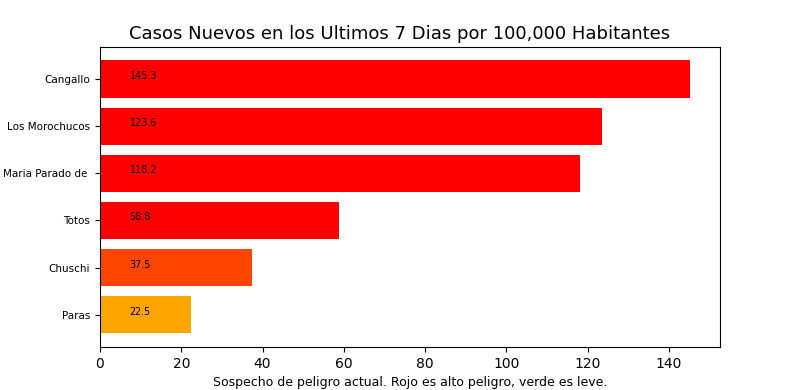 Casos Nuevos en los Ultimos 7 Dias por 100,000 Habitantes
Cangallo 145.3
Los Morochucos 123.6
Maria Parado de 118.2
Totos 58.8
Chuschi 37.5
Paras 22.5
0 20 40 60 80 100 120 140
Sospecho de peligro actual. Rojo es alto peligro, verde es leve.